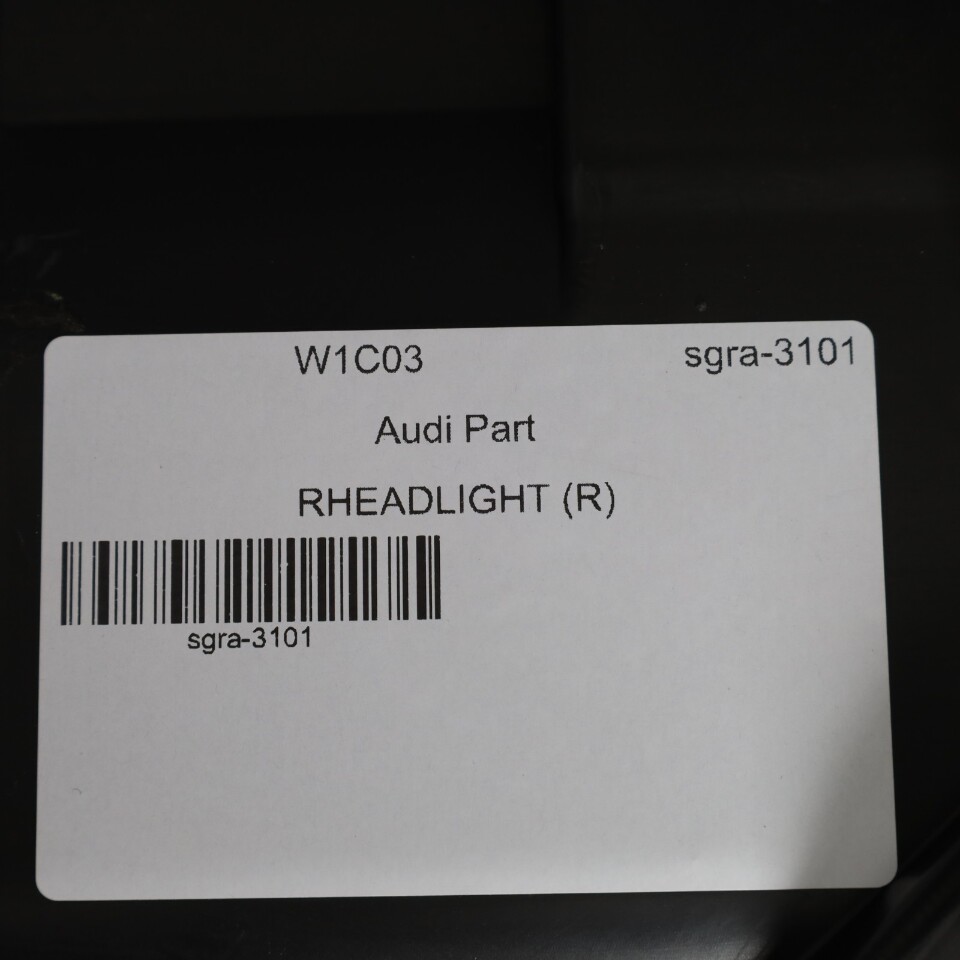 W1C03 sgra-3101
Audi Part
RHEADLIGHT (R)
sgra-3101